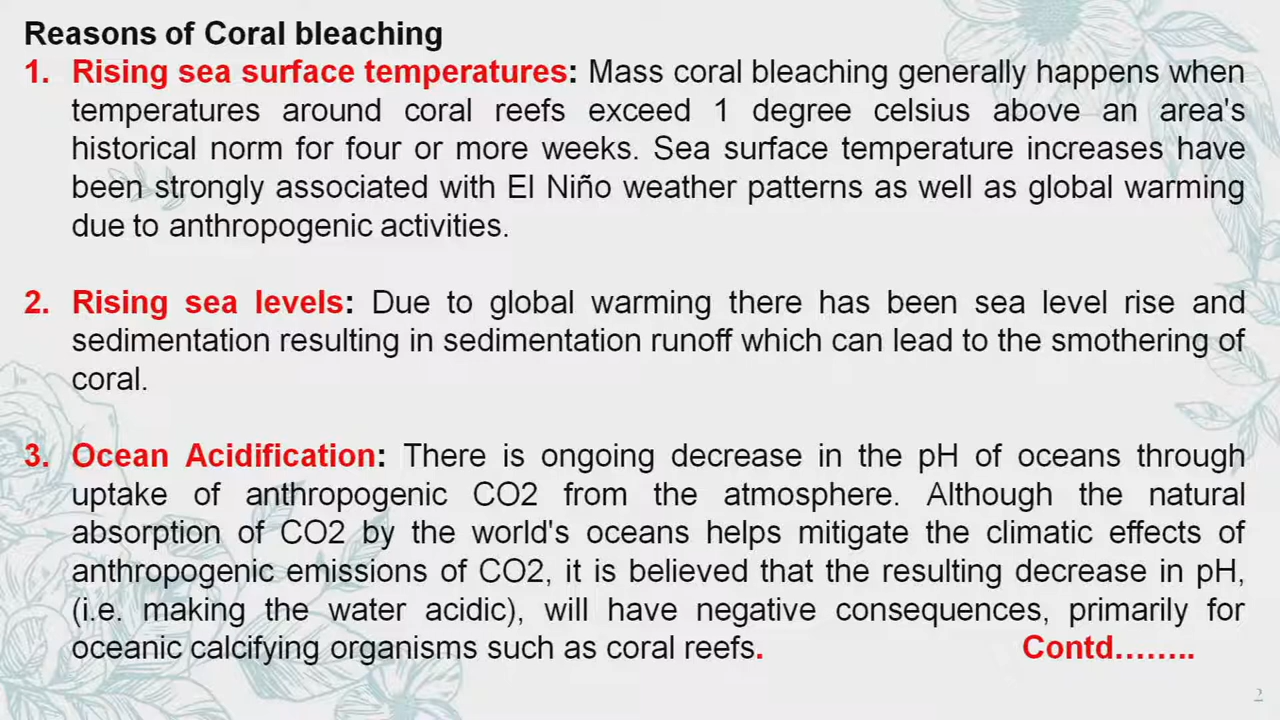 Reasons of Coral bleaching
1. Rising sea surface temperatures: Mass coral bleaching generally happens when
temperatures around coral reefs exceed 1 degree celsius above an area's
historical norm for four or more weeks. Sea surface temperature increases have
been strongly associated with El Niño weather patterns as well as global warming
due to anthropogenic activities.
2. Rising sea levels: Due to global warming there has been sea level rise and
sedimentation resulting in sedimentation runoff which can lead to the smothering of
coral.
3. Ocean Acidification: There is ongoing decrease in the pH of oceans through
uptake of anthropogenic CO2 from the atmosphere. Although the natural
absorption of CO2 by the world's oceans helps mitigate the climatic effects of
anthropogenic emissions of CO2, it is believed that the resulting decrease in pH,
(i.e. making the water acidic), will have negative consequences, primarily for
oceanic calcifying organisms such as coral reefs. Contd........
2